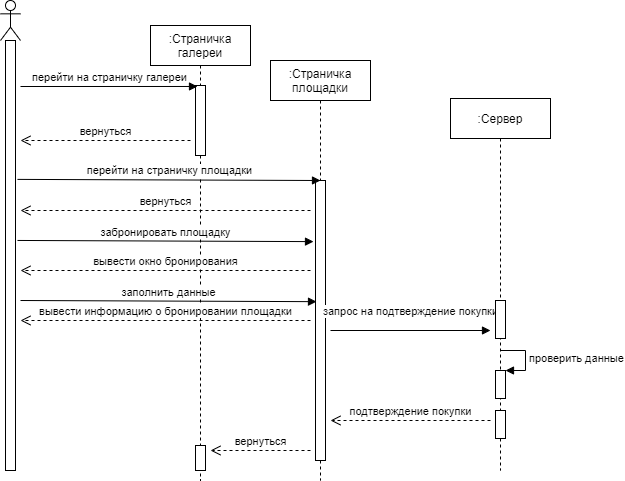 :Страничка
галереи
:Страничка
площадки
перейти на страничку галереи
:Сервер
вернуться
перейти на страничку площадки
вернуться
забронировать площадку
вывести окно бронирования
заполнить данные
вывести информацию о бронировании площадки
запрос на подтверждение покупки
проверить данные
подтверждение покупки
вернуться